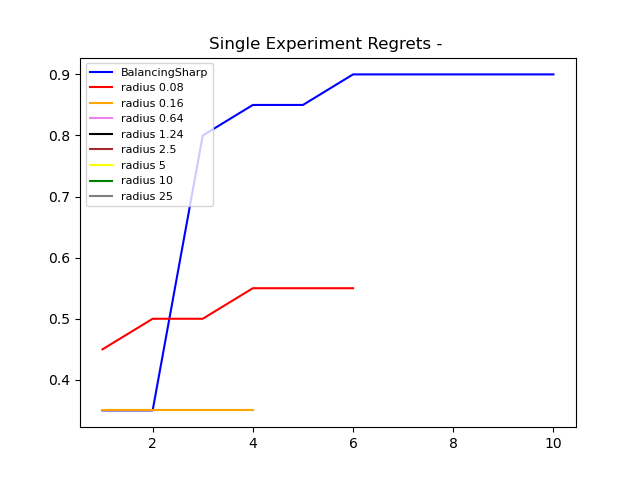 Single Experiment Regrets -
0.9
0.8
0.7
0.6
0.5
0.4
BalancingSharp
radius 0.08
radius 0.16
radius 0.64
radius 1.24
radius 2.5
radius 5
radius 10
radius 25
2 4 6 8 10